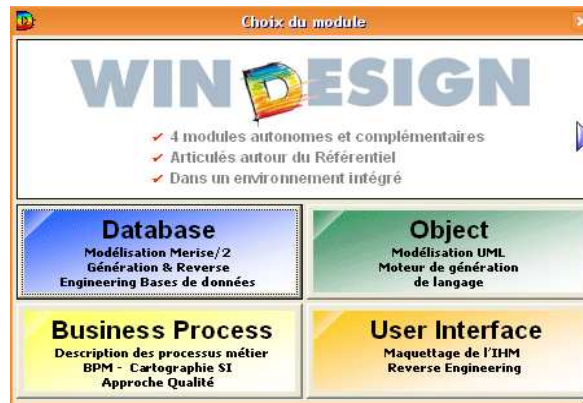 Choix du module
WIN DESIGN
4 modules autonomes et complémentaires
Articulés autour du Référentiel
Dans un environnement intégré
Database
Modélisation Merise/2
Génération & Reverse
Engineering Bases de données
Object
Modélisation UML
Moteur de génération
de langage
Business Process
Description des processus métier
BPM - Cartographie SI
Approche Qualité
User Interface
Maquettage de l'IHM
Reverse Engineering